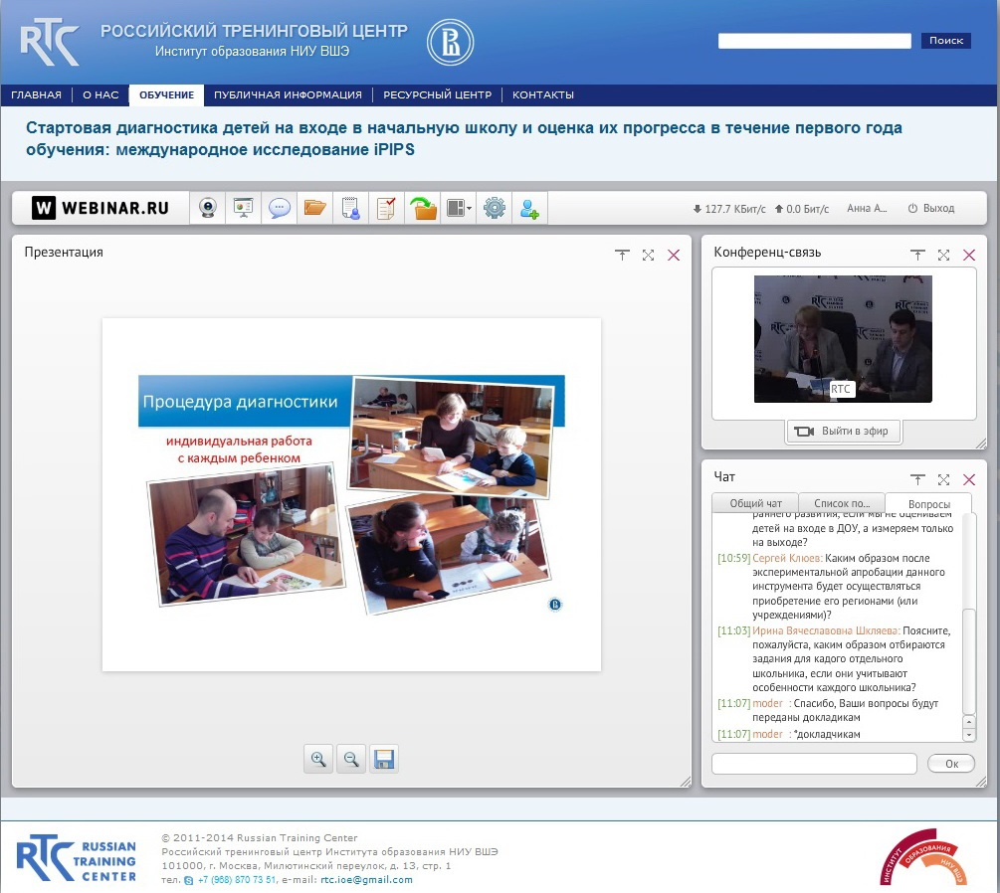 RTC
РОССИЙСКИЙ ТРЕНИНГОВЫЙ ЦЕНТР
Институт образования НИУ ВШЭ
Поиск
ГЛАВНАЯ
О НАС
ОБУЧЕНИЕ
ПУБЛИЧНАЯ ИНФОРМАЦИЯ
РЕСУРСНЫЙ ЦЕНТР
КОНТАКТЫ
Стартовая диагностика детей на входе в начальную школу и оценка их прогресса в течение первого года
обучения: международное исследование iPIPS
W WEBINAR.RU
127.7 КБит/с
0.0 Бит/с
Анна А...
Выход
Презентация
Процедура диагностики
индивидуальная работа
с каждым ребенком
Конференц-связь
RTC
Выйти в эфир
Чат
Общий чат
Список по...
Вопросы
раннего развития, если мы не оцениваем
детей на входе в ДОУ, а измеряем только
на выходе?
[10:59] Сергей Клюев: Каким образом после
экспериментальной апробации данного
инструмента будет осуществляться
приобретение его регионами (или
учреждениями)?
[11:03] Ирина Вячеславовна Шкляева: Поясните,
пожалуйста, каким образом отбираются
задания для кадого отдельного
школьника, если они учитывают
особенности каждого школьника?
[11:07] moder : Спасибо, Ваши вопросы будут
переданы докладикам
[11:07] moder : *докладчикам
Ок
RTC RUSSIAN
TRAINING
CENTER
© 2011-2014 Russian Training Center
Российский тренинговый центр Института образования НИУ ВШЭ
101000, г. Москва, Милютинский переулок, д. 13, стр. 1
тел. +7 (968) 870 73 51, e-mail: rtc.ioe@gmail.com
ИНСТИТУТ
ОБРАЗОВАНИЯ
НИУ ВШЭ